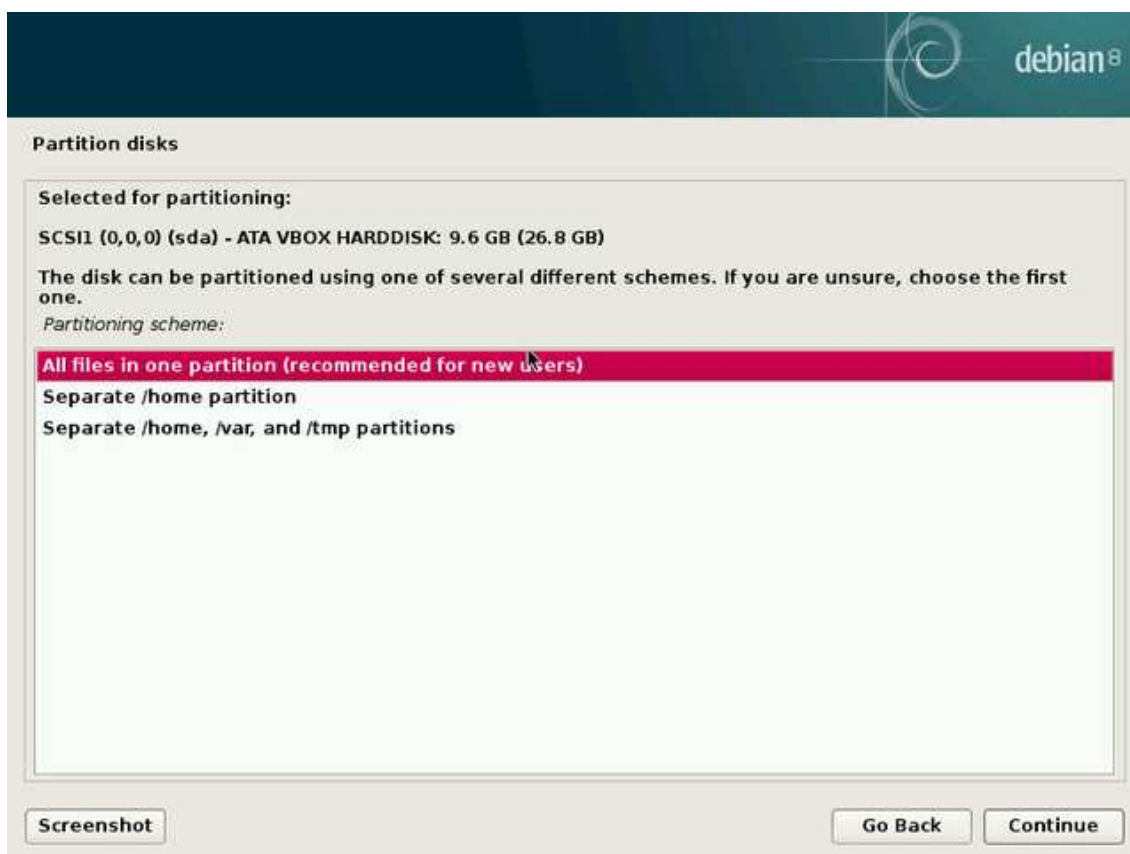 debian 8
Partition disks
Selected for partitioning:
SCSI1 (0,0,0) (sda) - ATA VBOX HARDDISK: 9.6 GB (26.8 GB)
The disk can be partitioned using one of several different schemes. If you are unsure, choose the first
one.
Partitioning scheme:
All files in one partition (recommended for new users)
Separate /home partition
Separate /home, /var, and /tmp partitions
Screenshot
Go Back
Continue